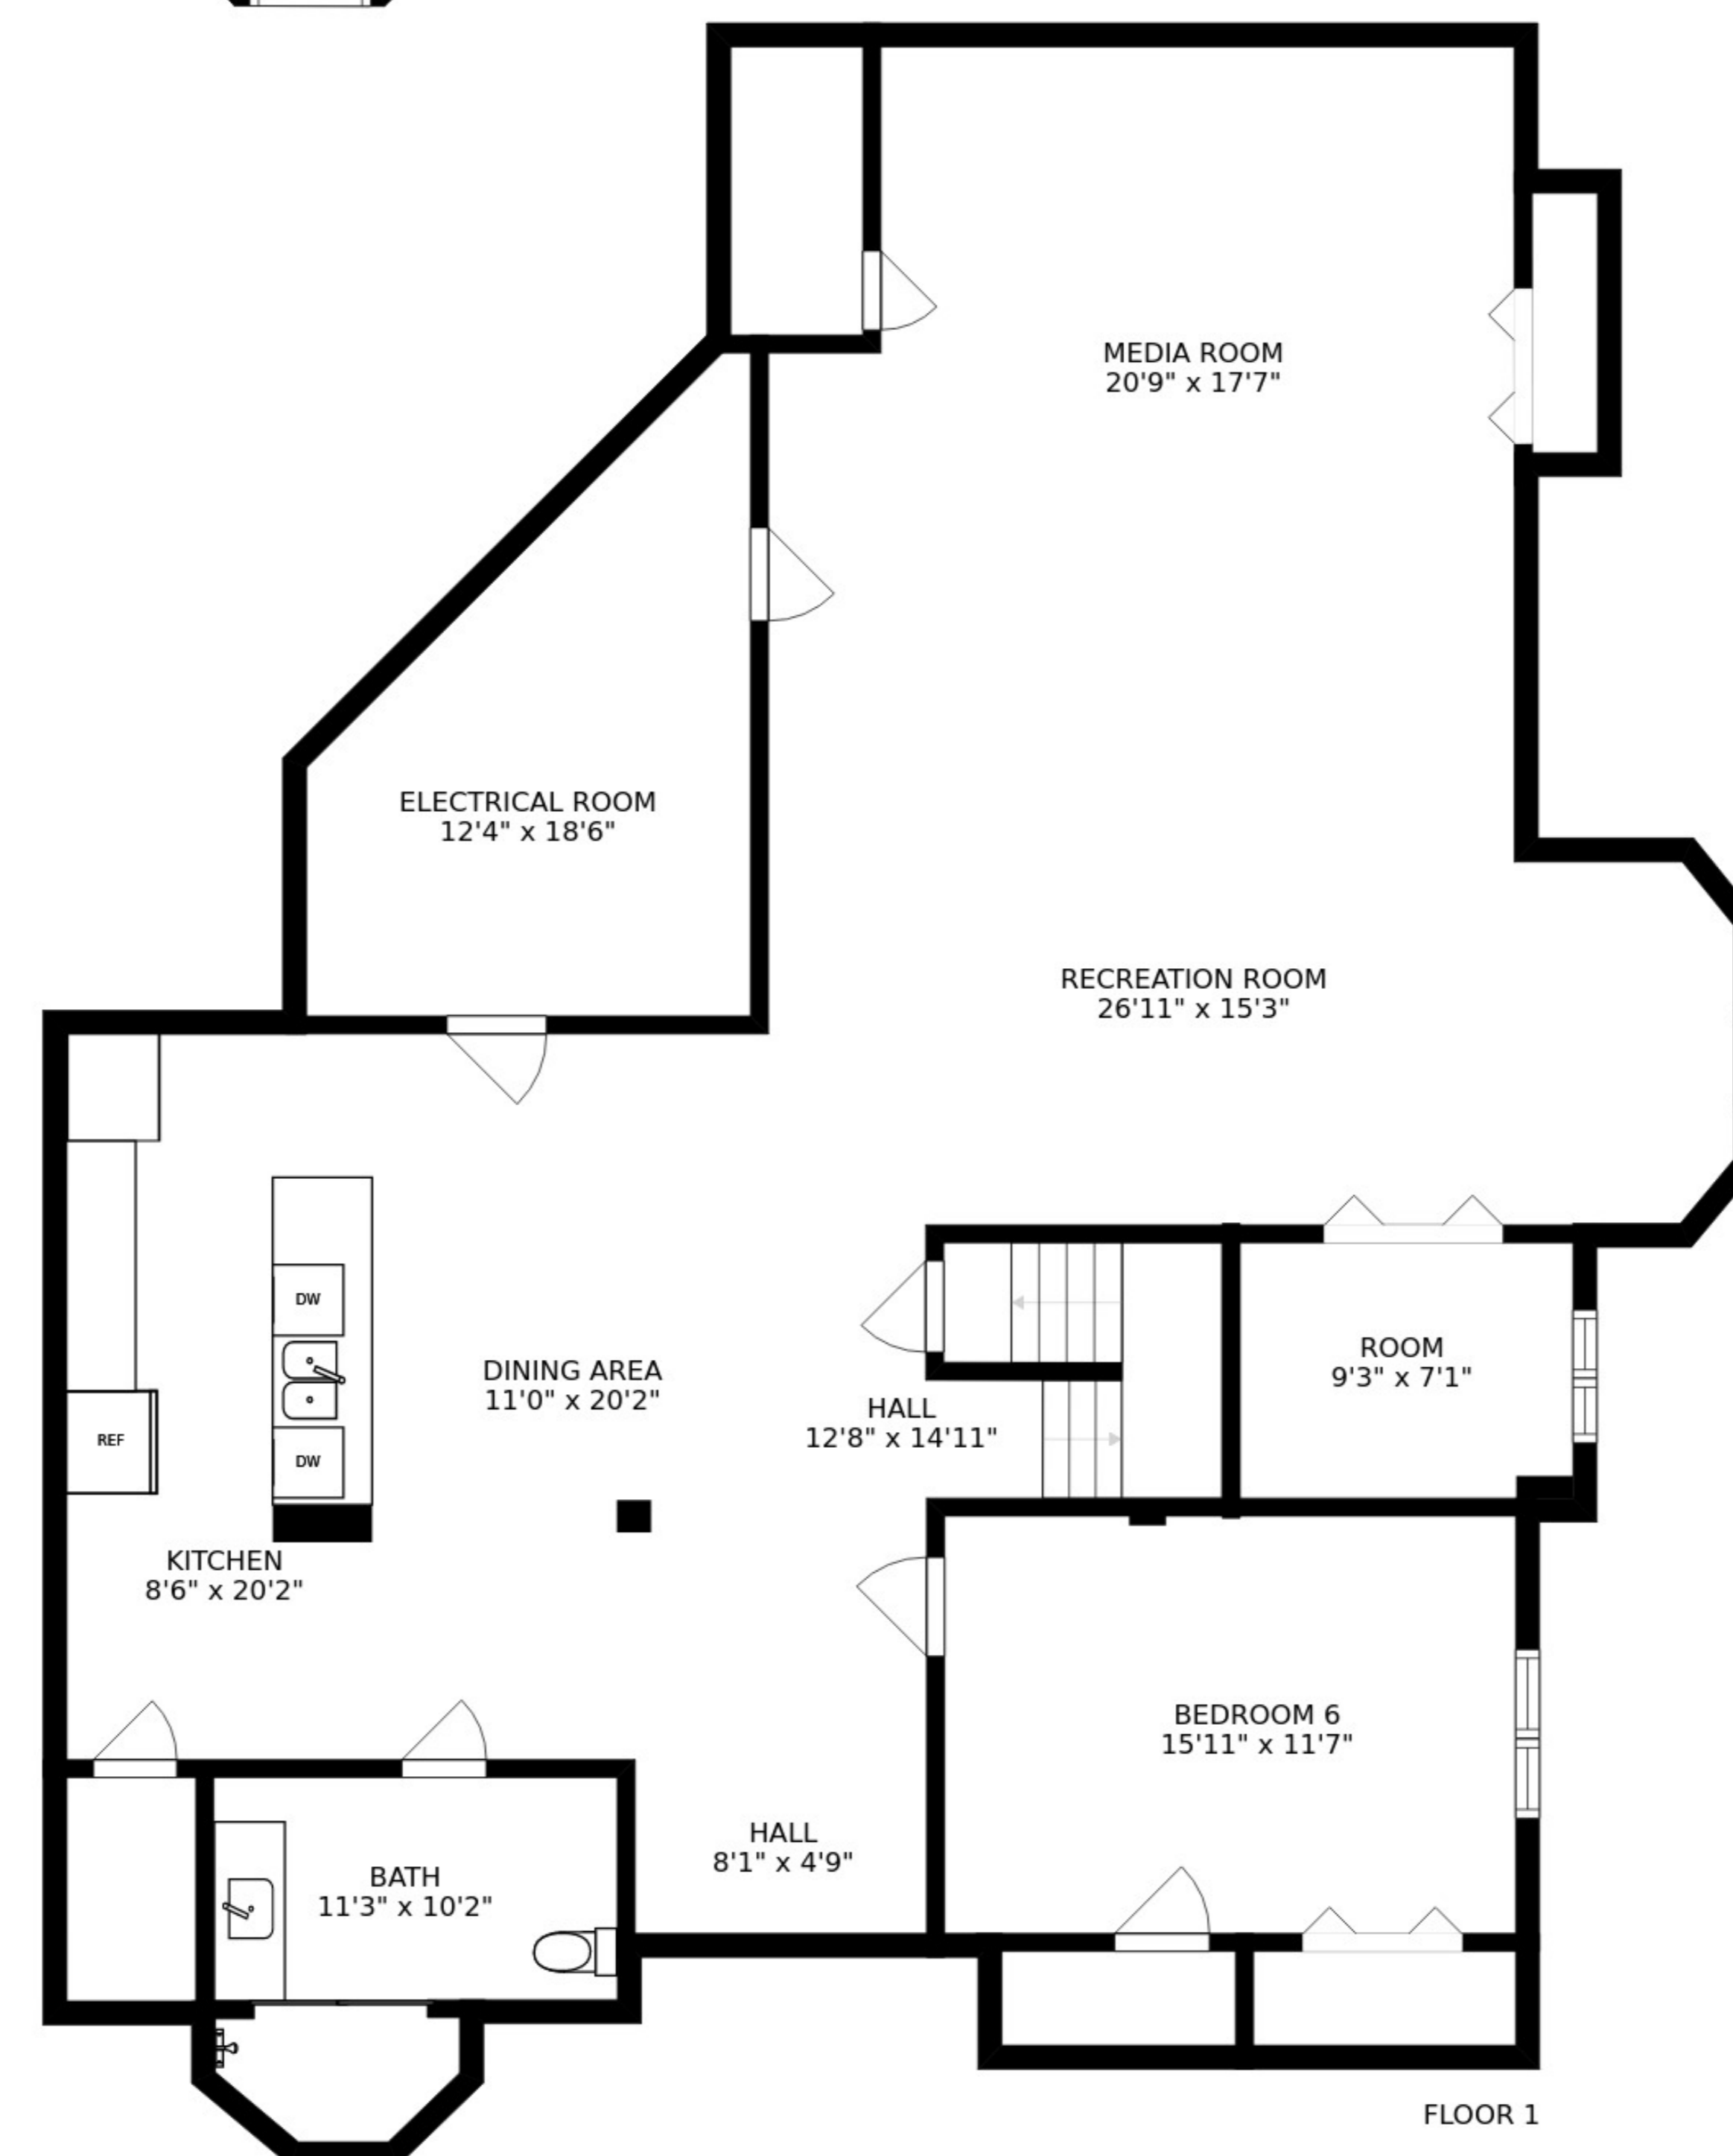 MEDIA ROOM
20'9" x 17'7"
ELECTRICAL ROOM
12'4" x 18'6"
RECREATION ROOM
26'11" x 15'3"
DW
DINING AREA
11'0" x 20'2"
ROOM
9'3" x 7'1"
HALL
12'8" x 14'11"
REF
DW
KITCHEN
8'6" x 20'2"
BEDROOM 6
15'11" x 11'7"
HALL
8'1" x 4'9"
BATH
11'3" x 10'2"
FLOOR 1